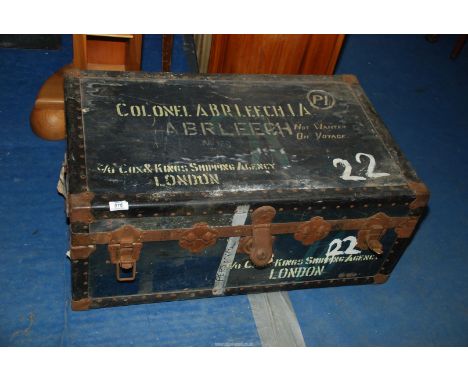 COLONEL A.B.R LEECH I.A
P1
A B R LEECH
NOT WANTED
ON VOYAGE
C/O COX & KINGS SHIPPING AGENCY
LONDON
22
22
C/O COX & KINGS SHIPPING AGENCY
LONDON